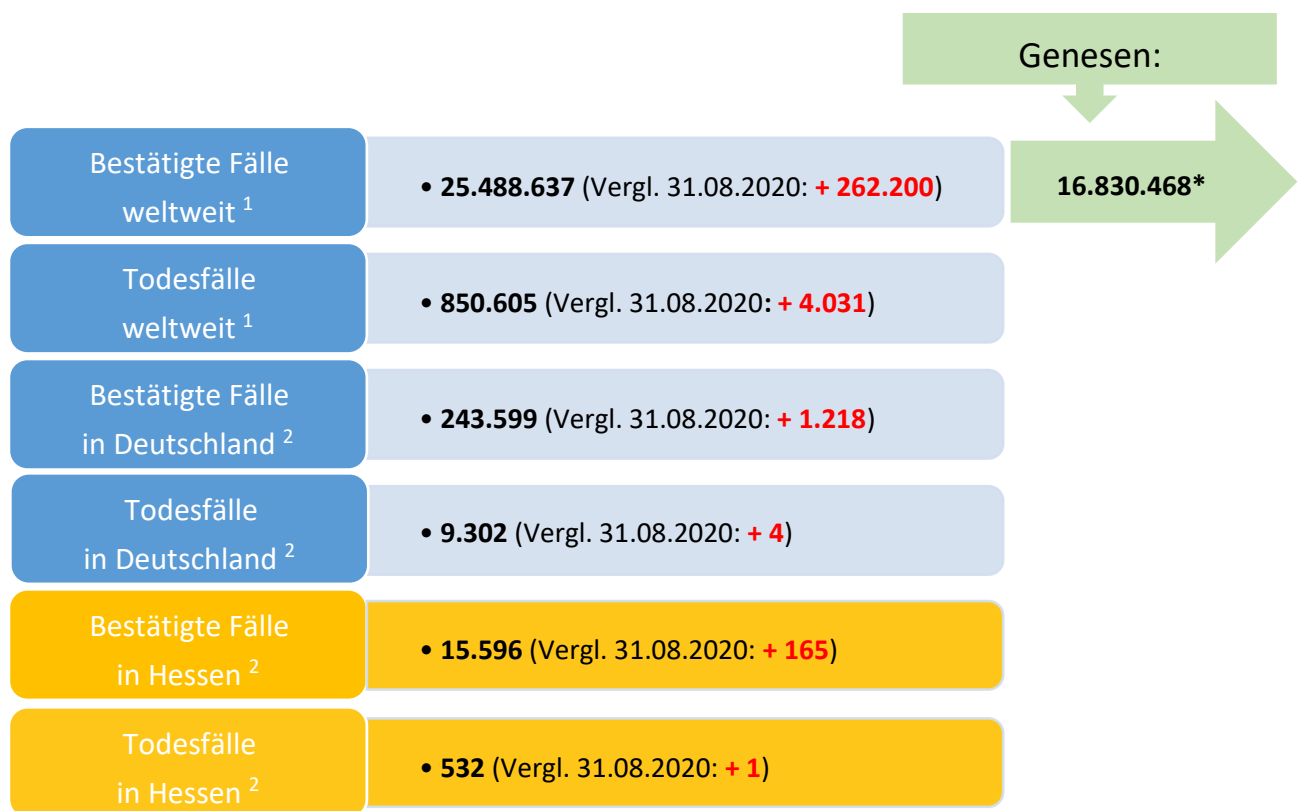 Genesen:
Bestätigte Fälle
weltweit ¹
• 25.488.637 (Vergl. 31.08.2020: + 262.200)
16.830.468*
Todesfälle
weltweit ¹
• 850.605 (Vergl. 31.08.2020: + 4.031)
Bestätigte Fälle
in Deutschland ²
• 243.599 (Vergl. 31.08.2020: + 1.218)
Todesfälle
in Deutschland ²
• 9.302 (Vergl. 31.08.2020: + 4)
Bestätigte Fälle
in Hessen ²
• 15.596 (Vergl. 31.08.2020: + 165)
Todesfälle
in Hessen ²
• 532 (Vergl. 31.08.2020: + 1)